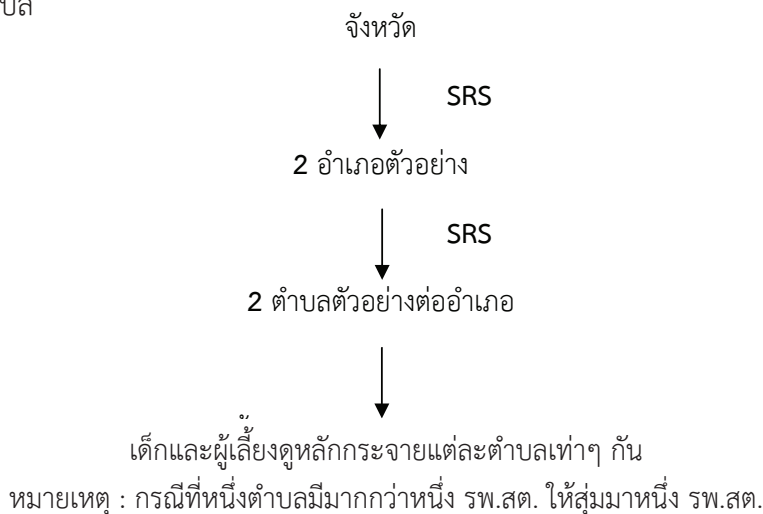 จังหวัด
SRS
2 อำเภอตัวอย่าง
SRS
2 ตำบลตัวอย่างต่ออำเภอ
เด็กและผู้เลี้ยงดูหลักกระจายแต่ละตำบลเท่าๆ กัน
หมายเหตุ : กรณีที่หนึ่งตำบลมีมากกว่าหนึ่ง รพ.สต. ให้สุ่มมาหนึ่ง รพ.สต.